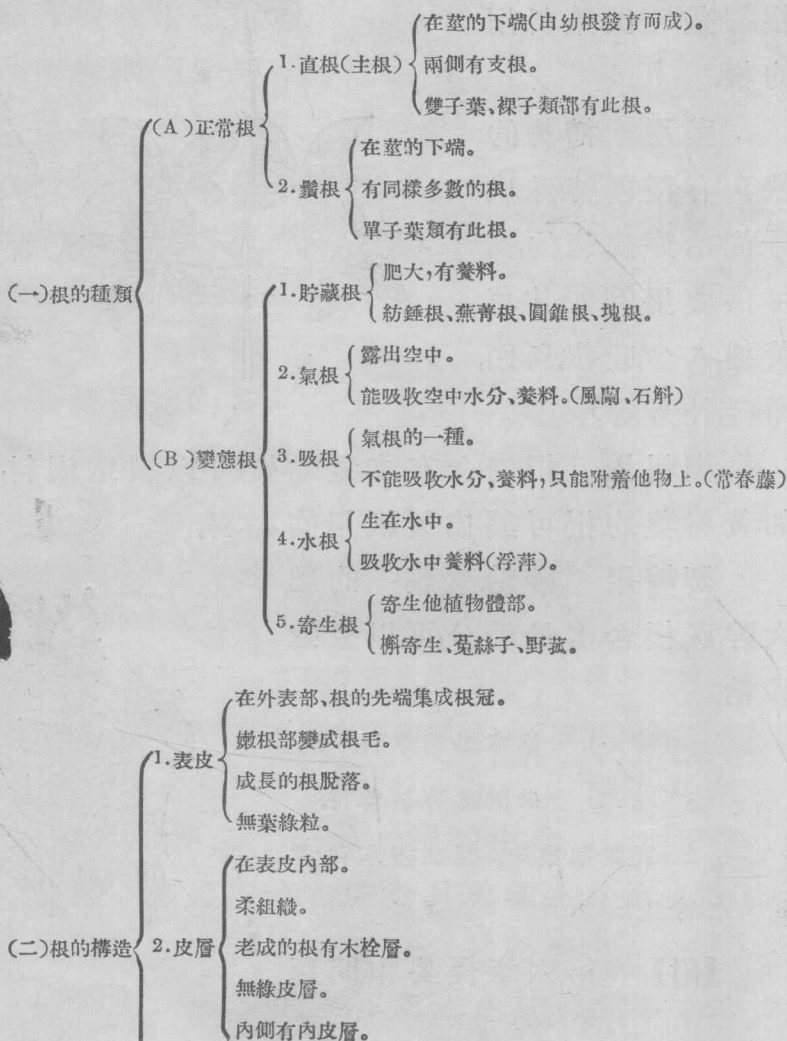 在莖的下端(由幼根發育而成)。
1.直根(主根)
兩側有支根。
雙子葉、裸子類都有此根。
(A)正常根
在莖的下端。
2.鬚根
有同樣多數的根。
單子葉類有此根。
(一)根的種類
1.貯藏根
肥大,有養料。
紡錘根、蕪菁根、圓錐根、塊根。
2.氣根
露出空中。
能吸收空中水分、養料。(風蘭、石斛)
(B)變態根
3.吸根
氣根的一種。
不能吸收水分、養料,只能附着他物上。(常春藤)
4.水根
生在水中。
吸收水中養料(浮萍)。
5.寄生根
寄生他植物體部。
槲寄生、菟絲子、野菰。
在外表部、根的先端集成根冠。
1.表皮
嫩根部變成根毛。
成長的根脫落。
無葉綠粒。
在表皮內部。
柔組織。
(二)根的構造
2.皮層
老成的根有木栓層。
無綠皮層。
內側有內皮層。